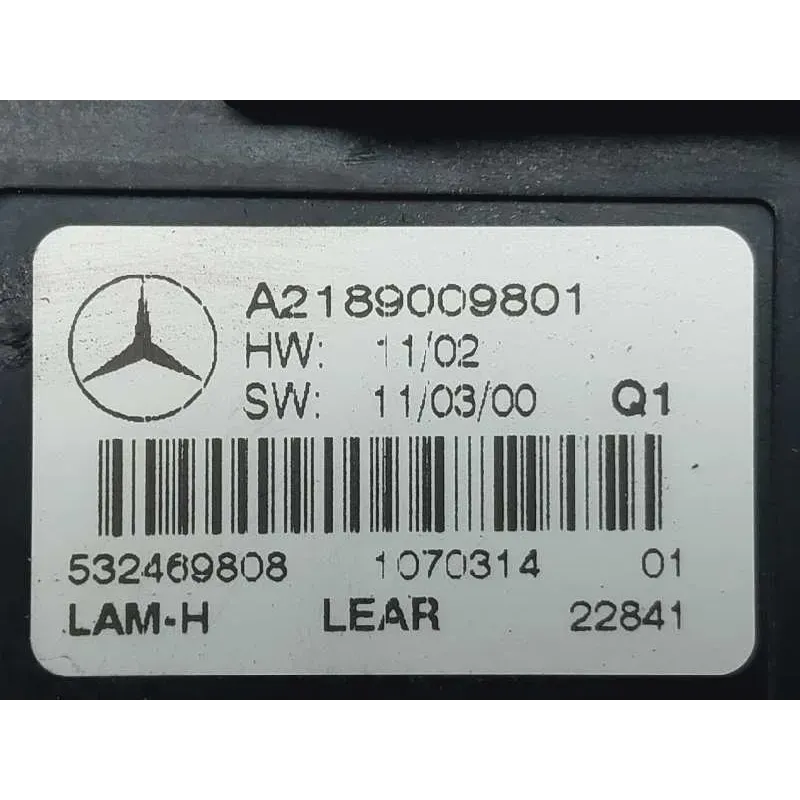 A2189009801
HW: 11/02
SW: 11/03/00 Q1
532469808 1070314 01
LAM-H LEAR 22841